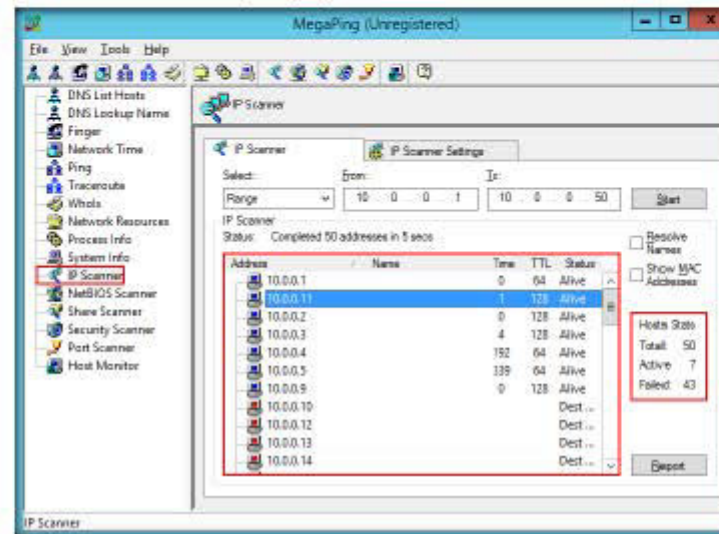 MegaPing (Unregistered)
File View Tools Help
DNS List Hosts
DNS Lookup Name
Finger
Network Time
Ping
Traceroute
Whois
Network Resources
Process Info
System Info
IP Scanner
NetBIOS Scanner
Share Scanner
Security Scanner
Port Scanner
Host Monitor
IP Scanner
IP Scanner IP Scanner Settings
Select: From: To:
Range 10 . 0 . 0 . 1 10 . 0 . 0 . 50 Start
IP Scanner
Status: Completed 50 addresses in 5 secs
Resolve Names
Show MAC Addresses
Address Name Time TTL Status
10.0.0.1 0 64 Alive
10.0.0.11 1 128 Alive
10.0.0.2 0 128 Alive
10.0.0.3 4 128 Alive
10.0.0.4 192 64 Alive
10.0.0.5 139 64 Alive
10.0.0.9 0 128 Alive
10.0.0.10 Dest ...
10.0.0.12 Dest ...
10.0.0.13 Dest ...
10.0.0.14 Dest ...
Hosts Stats
Total: 50
Active 7
Failed: 43
Report
IP Scanner